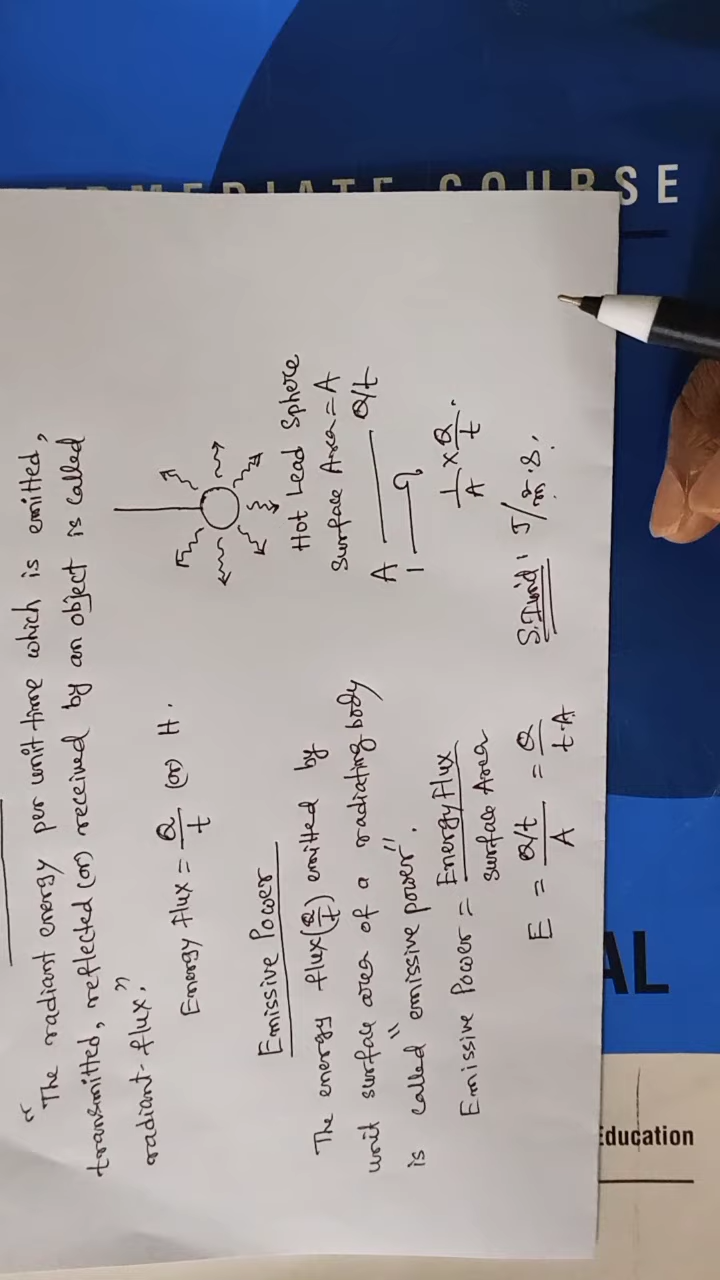 "The radiant energy per unit time which is emitted,
transmitted, reflected (or) received by an object is called
radiant-flux."
Energy flux = Q/t (or) H.
Emissive Power
The energy flux (Q/t) emitted by
unit surface area of a radiating body
is called "emissive power".
Emissive Power = Energy flux / surface Area
E = Q/t / A = Q / t.A
Hot Lead Sphere
Surface Area = A
A — Q/t
1 — ?
1/A × Q/t.
S.I unid: J/m².s.
COURSE
AL
Education